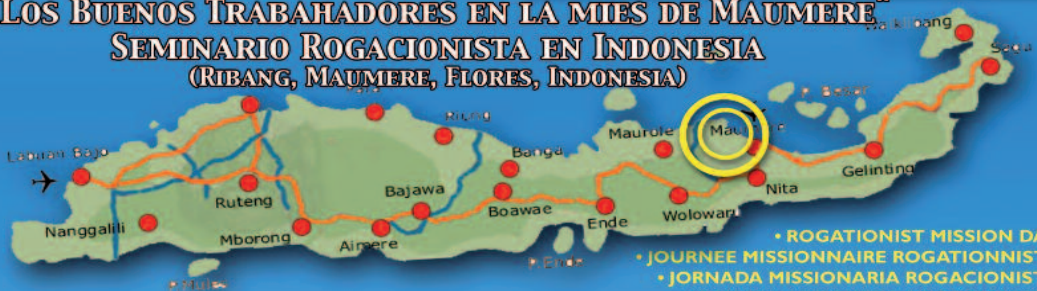 LOS BUENOS TRABAHADORES EN LA MIES DE MAUMERE"
SEMINARIO ROGACIONISTA EN INDONESIA
(RIBANG, MAUMERE, FLORES, INDONESIA)
Riung
Labuan Bajo
Maurole
Banga
Gelinting
Nita
Bajawa
Ruteng
Boawae
Ende
Wolowaru
Nanggalili
Mborong
Aimere
P. Ende
• ROGATIONIST MISSION DA
• JOURNEE MISSIONNAIRE ROGATIONNIST
• JORNADA MISSIONARIA ROGACIONIST